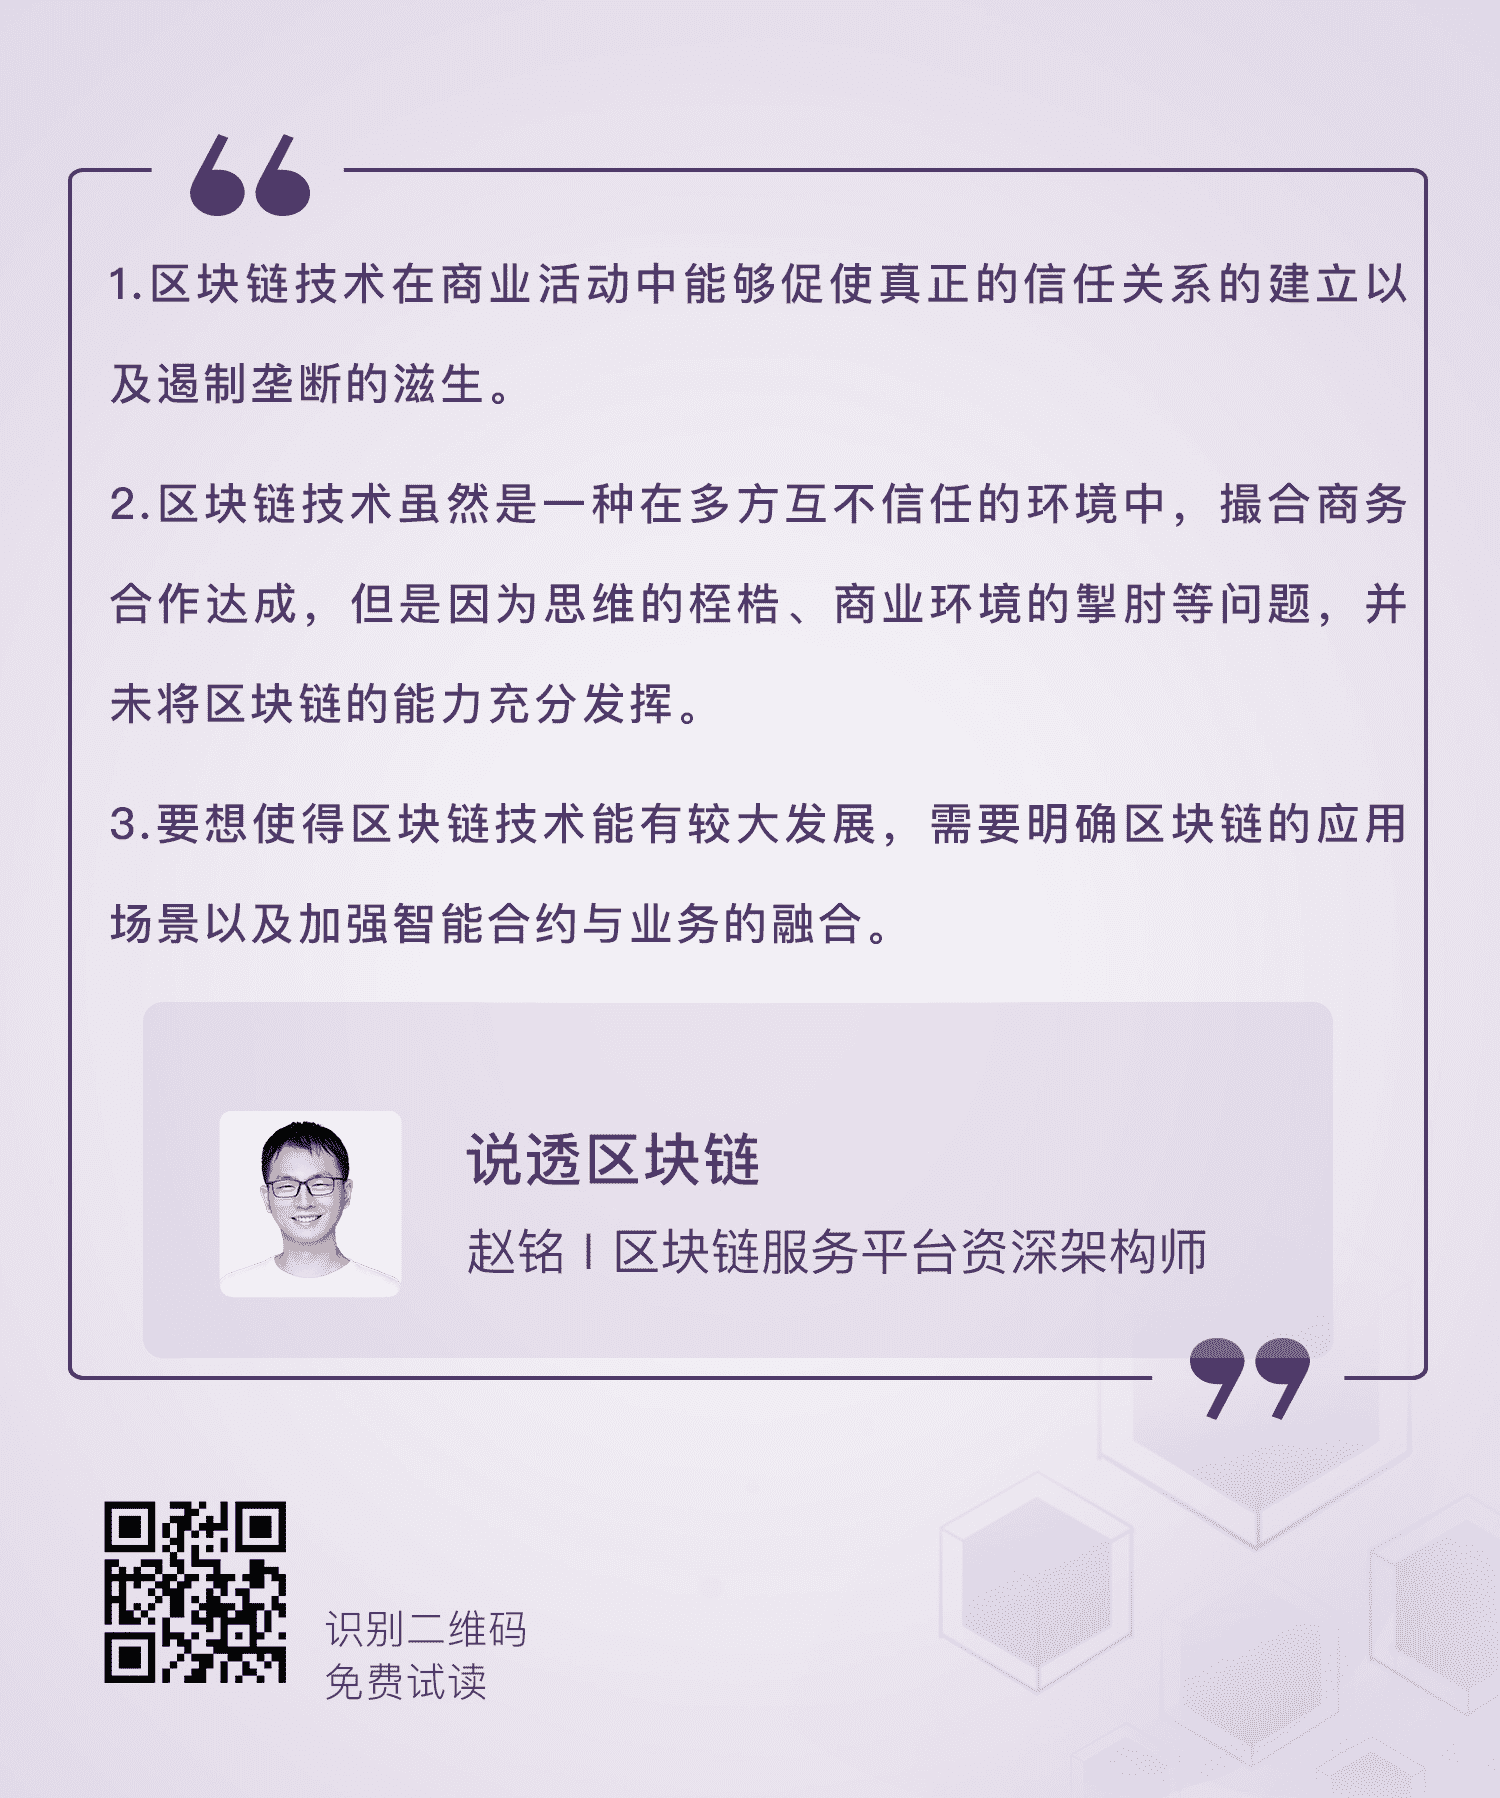 “
1.区块链技术在商业活动中能够促使真正的信任关系的建立以
及遏制垄断的滋生。
2.区块链技术虽然是一种在多方互不信任的环境中，撮合商务
合作达成，但是因为思维的桎梏、商业环境的掣肘等问题，并
未将区块链的能力充分发挥。
3.要想使得区块链技术能有较大发展，需要明确区块链的应用
场景以及加强智能合约与业务的融合。
说透区块链
赵铭 | 区块链服务平台资深架构师
”
识别二维码
免费试读